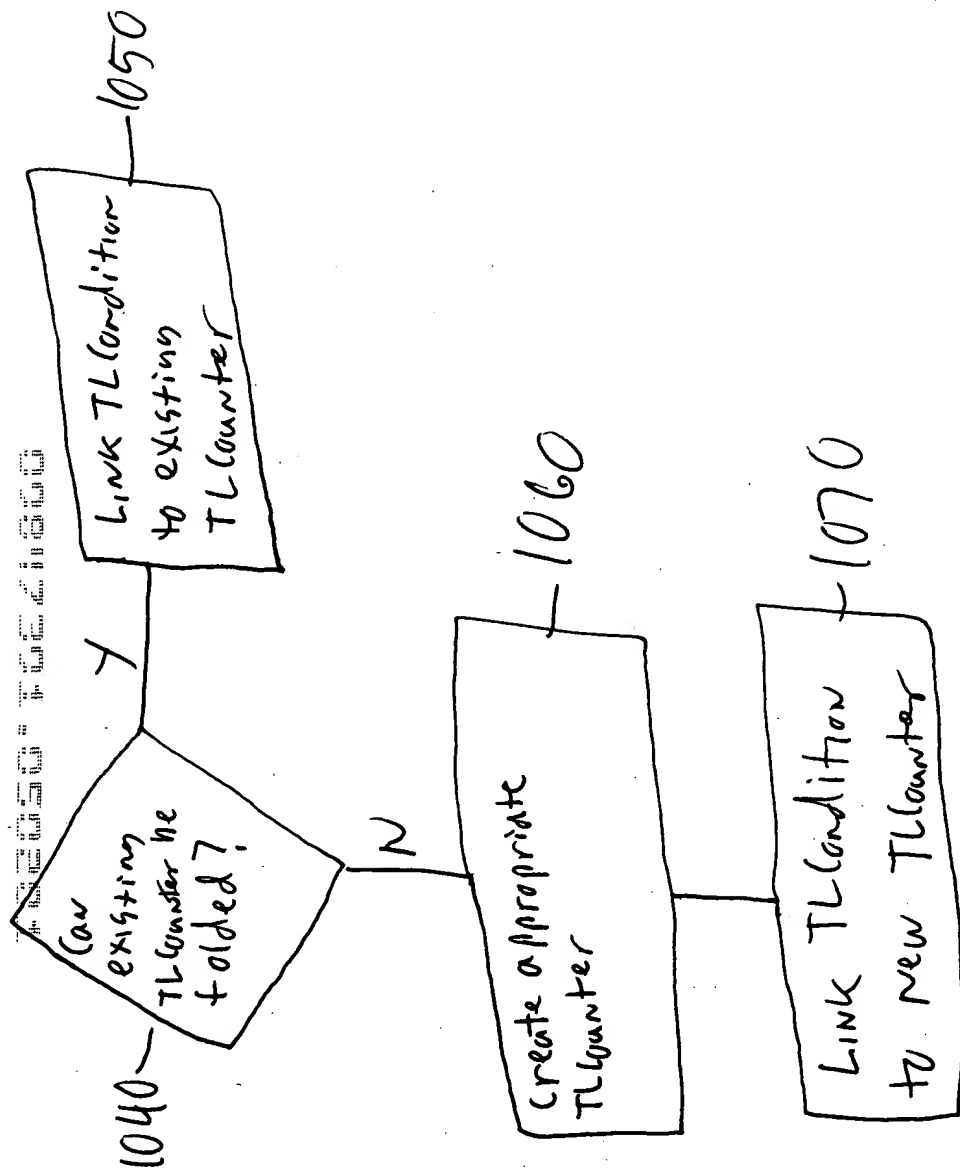 1040
Can
existing
TLCounter be
folded?
Y
Link TLCondition
to existing
TLCounter
1050
N
Create appropriate
TLCounter
1060
Link TLCondition
to new TLCounter
1070